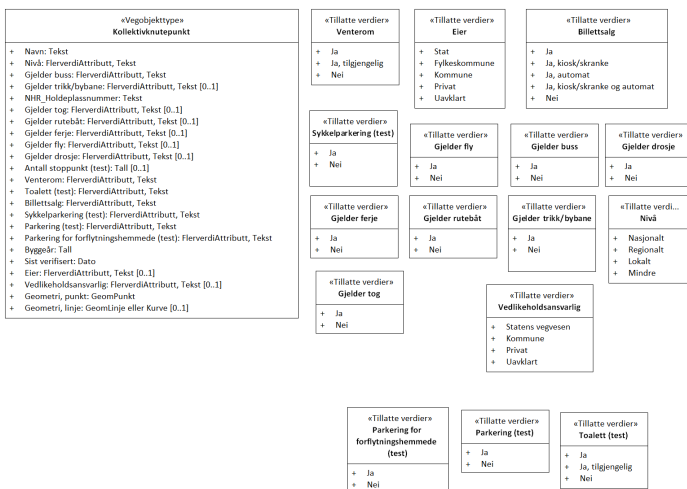 «Vegobjekttype»
Kollektivknutepunkt
+ Navn: Tekst
+ Nivå: FlerverdiAttributt, Tekst
+ Gjelder buss: FlerverdiAttributt, Tekst
+ Gjelder trikk/bybane: FlerverdiAttributt, Tekst [0..1]
+ NHR_Holdeplassnummer: Tekst
+ Gjelder tog: FlerverdiAttributt, Tekst [0..1]
+ Gjelder rutebåt: FlerverdiAttributt, Tekst [0..1]
+ Gjelder ferje: FlerverdiAttributt, Tekst [0..1]
+ Gjelder fly: FlerverdiAttributt, Tekst [0..1]
+ Gjelder drosje: FlerverdiAttributt, Tekst [0..1]
+ Antall stoppunkt (test): Tall [0..1]
+ Venterom: FlerverdiAttributt, Tekst
+ Toalett (test): FlerverdiAttributt, Tekst
+ Billettsalg: FlerverdiAttributt, Tekst
+ Sykkelparkering (test): FlerverdiAttributt, Tekst
+ Parkering (test): FlerverdiAttributt, Tekst
+ Parkering for forflytningshemmede (test): FlerverdiAttributt, Tekst
+ Byggeår: Tall
+ Sist verifisert: Dato
+ Eier: FlerverdiAttributt, Tekst [0..1]
+ Vedlikeholdsansvarlig: FlerverdiAttributt, Tekst [0..1]
+ Geometri, punkt: GeomPunkt
+ Geometri, linje: GeomLinje eller Kurve [0..1]
«Tillatte verdier»
Venterom
+ Ja
+ Ja, tilgjengelig
+ Nei
«Tillatte verdier»
Eier
+ Stat
+ Fylkeskommune
+ Kommune
+ Privat
+ Uavklart
«Tillatte verdier»
Billettsalg
+ Ja
+ Ja, kiosk/skranke
+ Ja, automat
+ Ja, kiosk/skranke og automat
+ Nei
«Tillatte verdier»
Sykkelparkering (test)
+ Ja
+ Nei
«Tillatte verdier»
Gjelder fly
+ Ja
+ Nei
«Tillatte verdier»
Gjelder buss
+ Ja
+ Nei
«Tillatte verdier»
Gjelder drosje
+ Ja
+ Nei
«Tillatte verdier»
Gjelder ferje
+ Ja
+ Nei
«Tillatte verdier»
Gjelder rutebåt
+ Ja
+ Nei
«Tillatte verdier»
Gjelder trikk/bybane
+ Ja
+ Nei
«Tillatte verdi...
Nivå
+ Nasjonalt
+ Regionalt
+ Lokalt
+ Mindre
«Tillatte verdier»
Gjelder tog
+ Ja
+ Nei
«Tillatte verdier»
Vedlikeholdsansvarlig
+ Statens vegvesen
+ Kommune
+ Privat
+ Uavklart
«Tillatte verdier»
Parkering for
forflytningshemmede
(test)
+ Ja
+ Nei
«Tillatte verdier»
Parkering (test)
+ Ja
+ Nei
«Tillatte verdier»
Toalett (test)
+ Ja
+ Ja, tilgjengelig
+ Nei